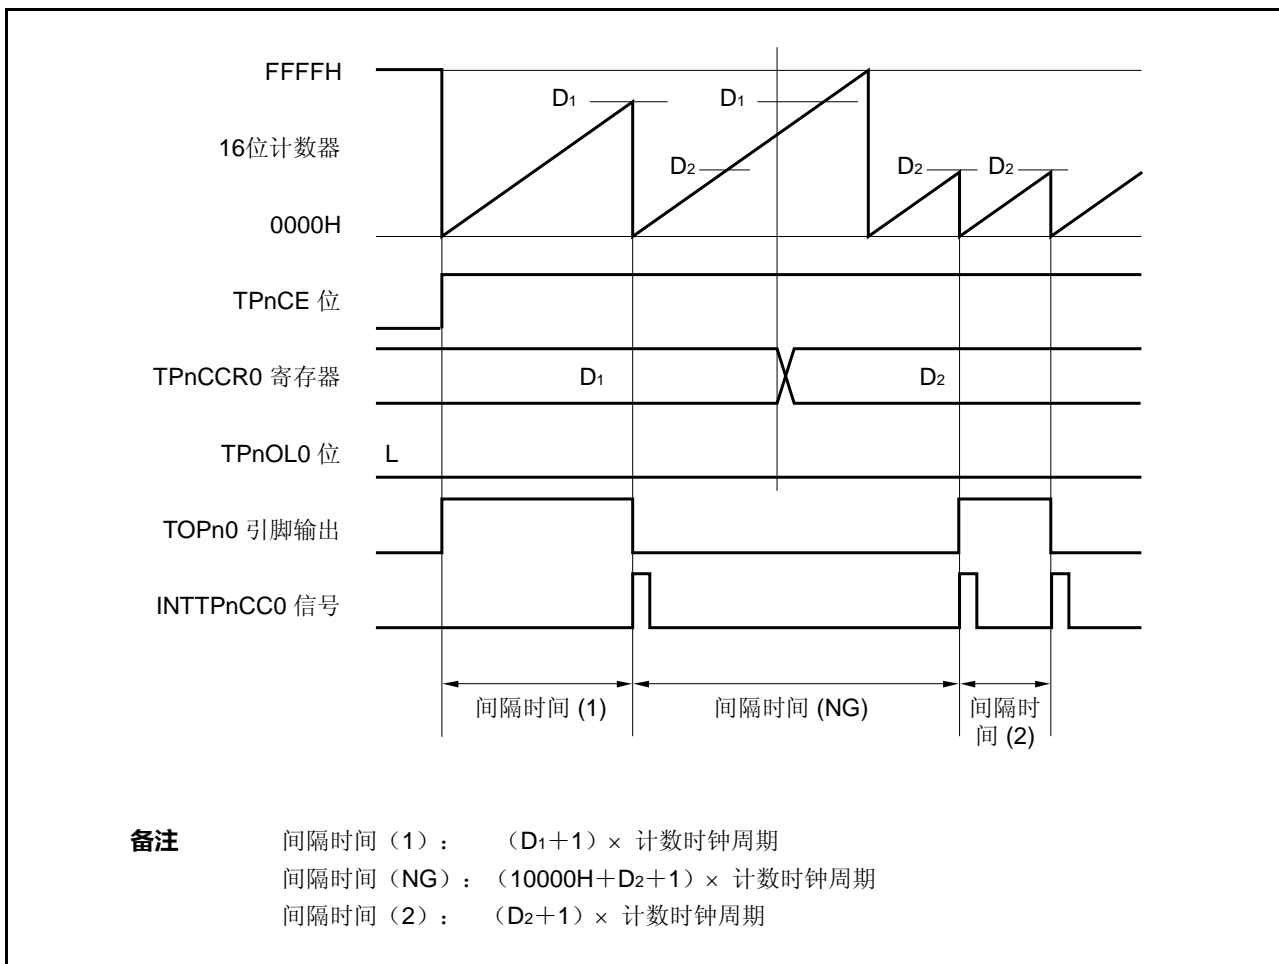 FFFFH
D1
D1
16位计数器
D2
D2
D2
0000H
TPnCE 位
TPnCCR0 寄存器
D1
D2
TPnOL0 位
L
TOPn0 引脚输出
INTTPnCC0 信号
间隔时间 (1)
间隔时间 (NG)
间隔时
间 (2)
备注
间隔时间（1）： （D1＋1）× 计数时钟周期
间隔时间（NG）：（10000H＋D2＋1）× 计数时钟周期
间隔时间（2）： （D2＋1）× 计数时钟周期